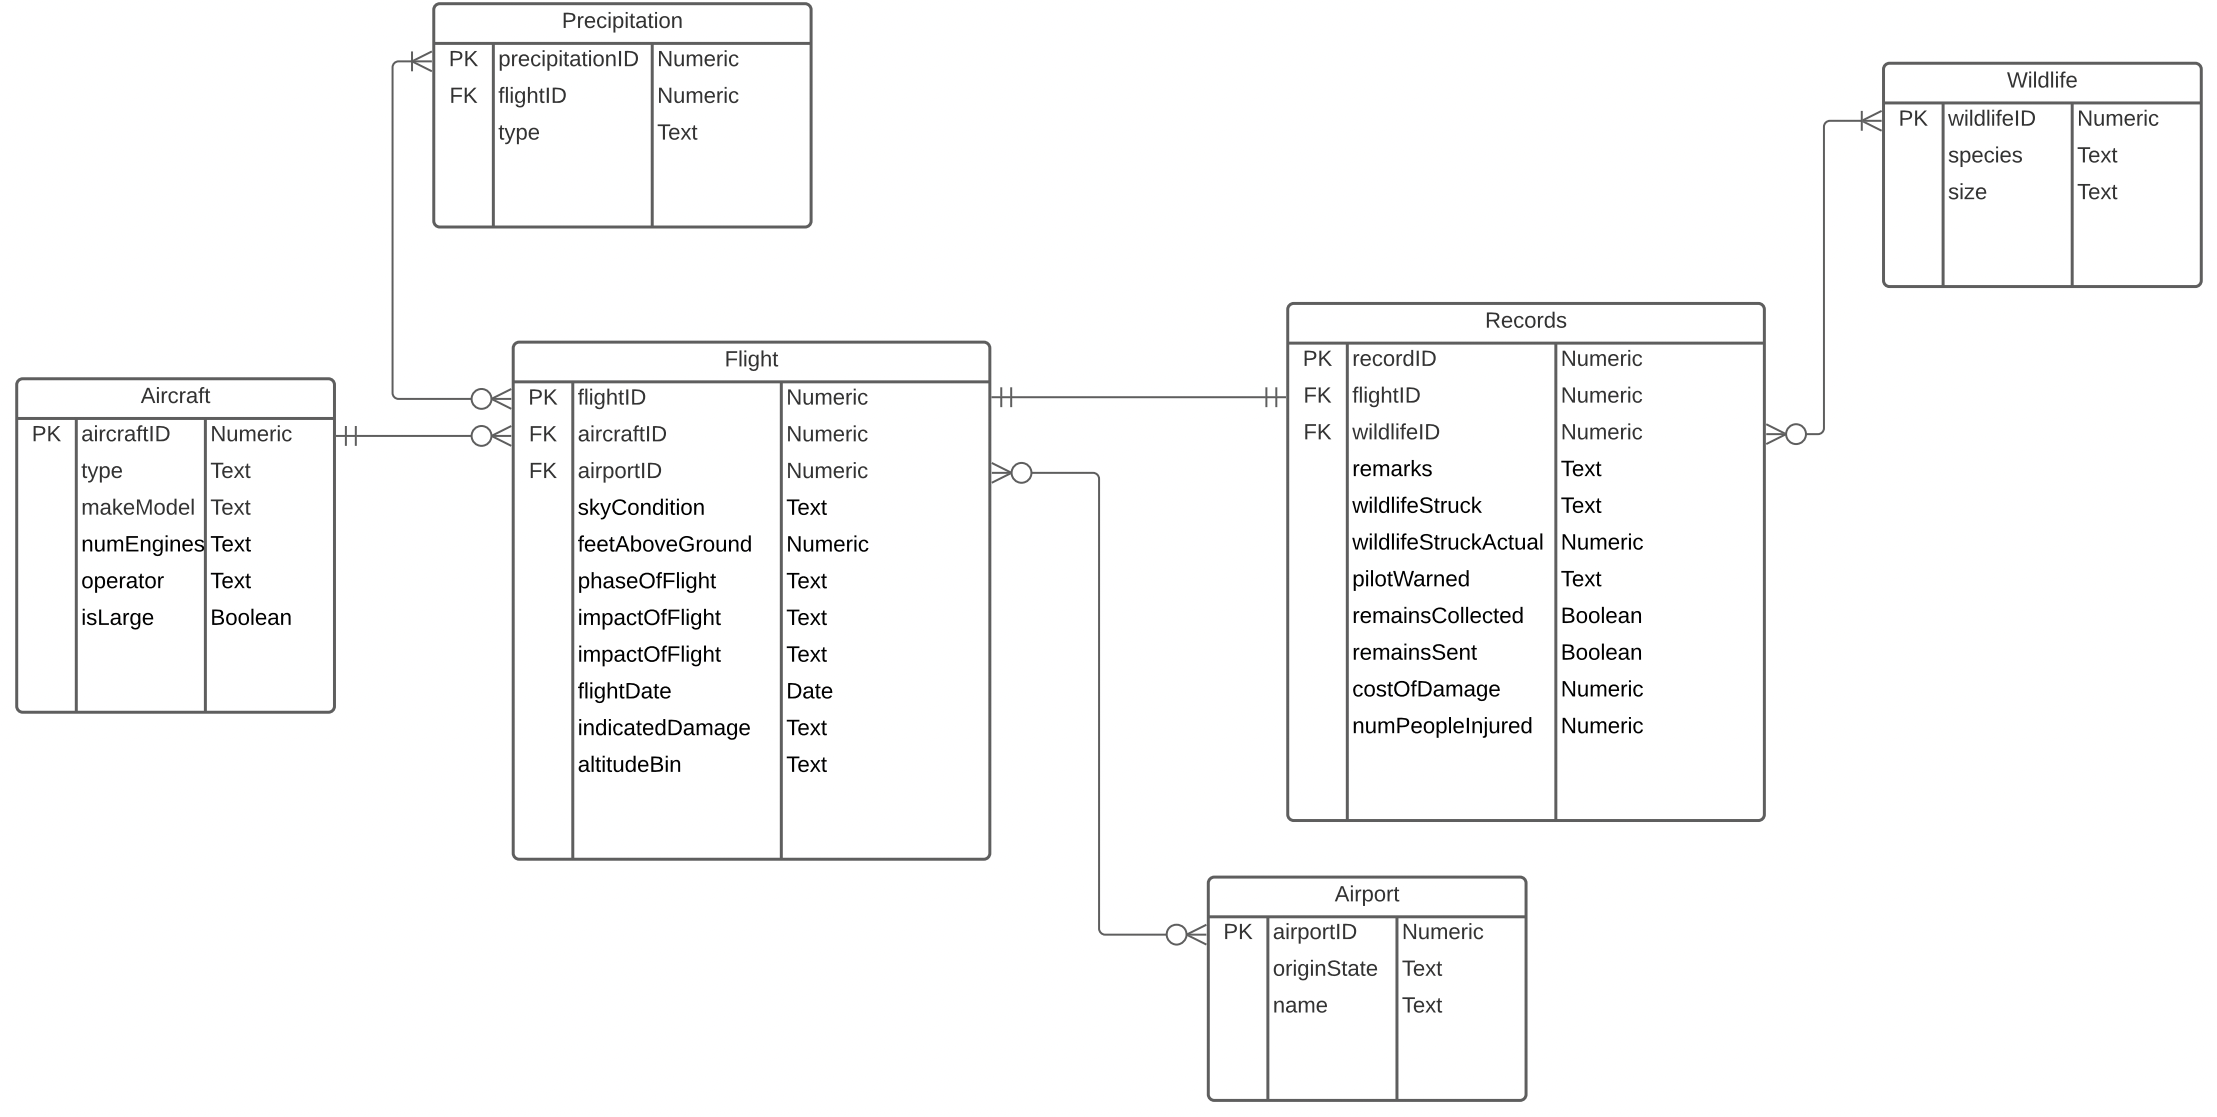 Precipitation
PK precipitationID Numeric
FK flightID Numeric
type Text
Wildlife
PK wildlifeID Numeric
species Text
size Text
Aircraft
PK aircraftID Numeric
type Text
makeModel Text
numEngines Text
operator Text
isLarge Boolean
Flight
PK flightID Numeric
FK aircraftID Numeric
FK airportID Numeric
skyCondition Text
feetAboveGround Numeric
phaseOfFlight Text
impactOfFlight Text
impactOfFlight Text
flightDate Date
indicatedDamage Text
altitudeBin Text
Records
PK recordID Numeric
FK flightID Numeric
FK wildlifeID Numeric
remarks Text
wildlifeStruck Text
wildlifeStruckActual Numeric
pilotWarned Text
remainsCollected Boolean
remainsSent Boolean
costOfDamage Numeric
numPeopleInjured Numeric
Airport
PK airportID Numeric
originState Text
name Text